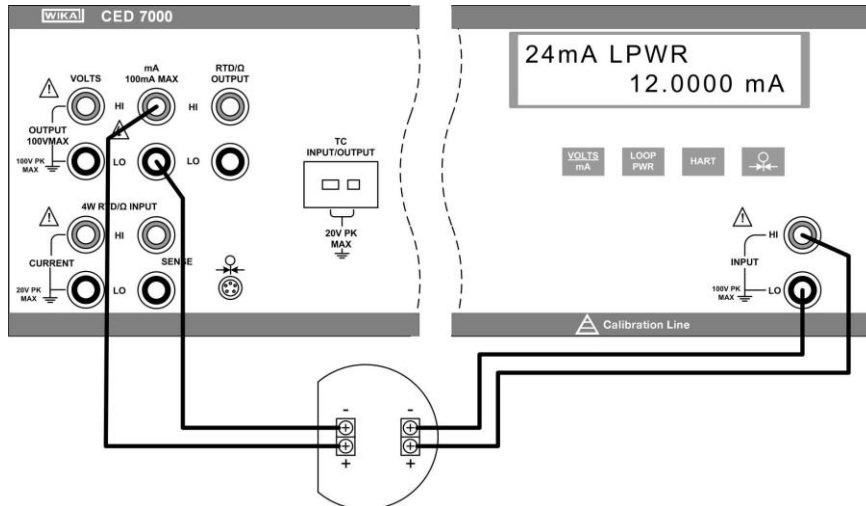 WIKAI CED 7000
24mA LPWR
12.0000 mA
VOLTS
mA
100mA MAX
RTD/Ω
OUTPUT
HI
HI
OUTPUT
100VMAX
100V PK
MAX
LO
LO
TC
INPUT/OUTPUT
20V PK
MAX
VOLTS
mA
LOOP
PWR
HART
4W RTD/Ω INPUT
HI
CURRENT
SENSE
20V PK
MAX
LO
HI
INPUT
100V PK
MAX
LO
Calibration Line
-
+
-
+